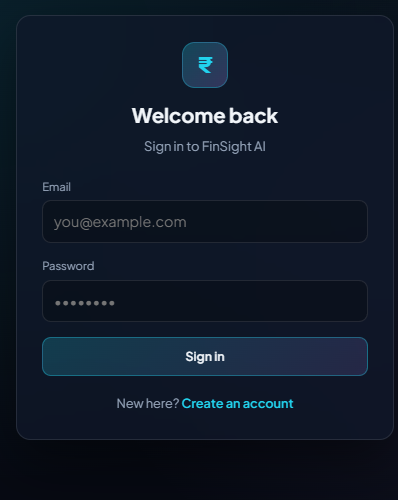 ₹
Welcome back
Sign in to FinSight AI
Email
you@example.com
Password
••••••••
Sign in
New here? Create an account